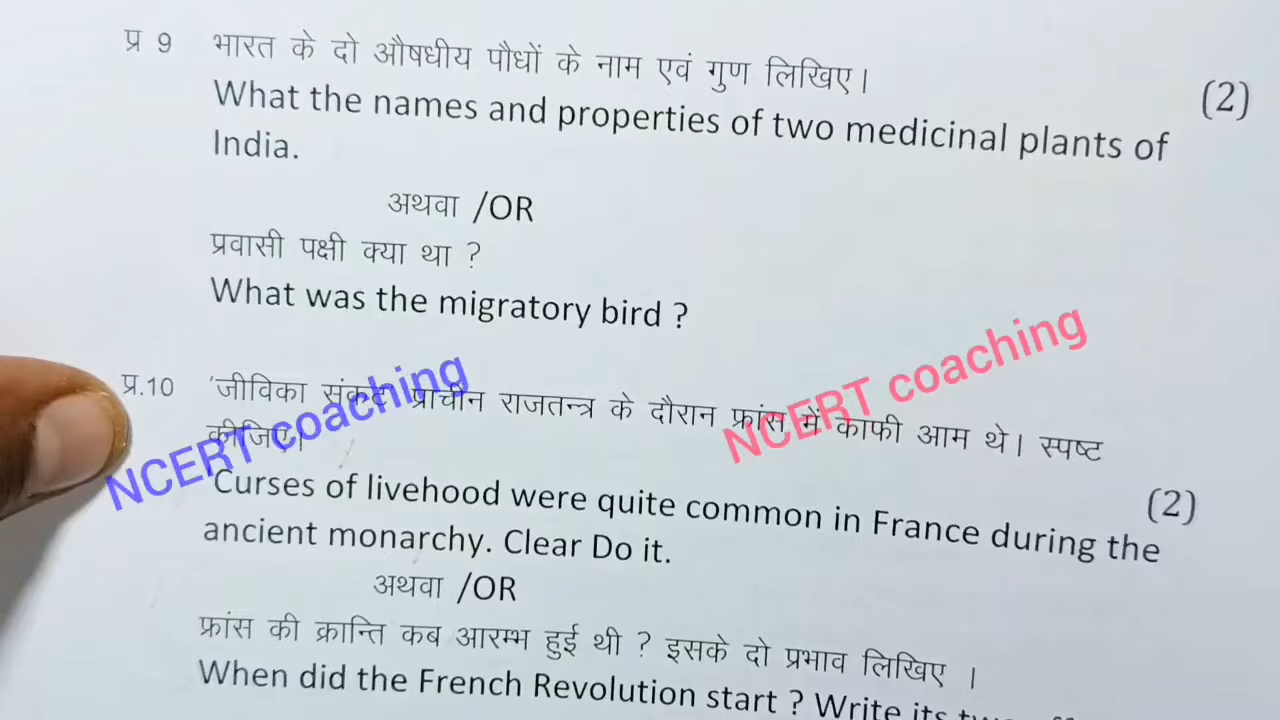 प्र 9 भारत के दो औषधीय पौधों के नाम एवं गुण लिखिए।
(2)
What the names and properties of two medicinal plants of
India.
अथवा /OR
प्रवासी पक्षी क्या था ?
What was the migratory bird ?
प्र.10 'जीविका संकट' प्राचीन राजतन्त्र के दौरान फ्रांस में काफी आम थे। स्पष्ट
कीजिए।
(2)
'Curses of livehood were quite common in France during the
ancient monarchy. Clear Do it.
अथवा /OR
फ्रांस की क्रान्ति कब आरम्भ हुई थी ? इसके दो प्रभाव लिखिए ।
When did the French Revolution start ? Write its
NCERT coaching
NCERT coaching